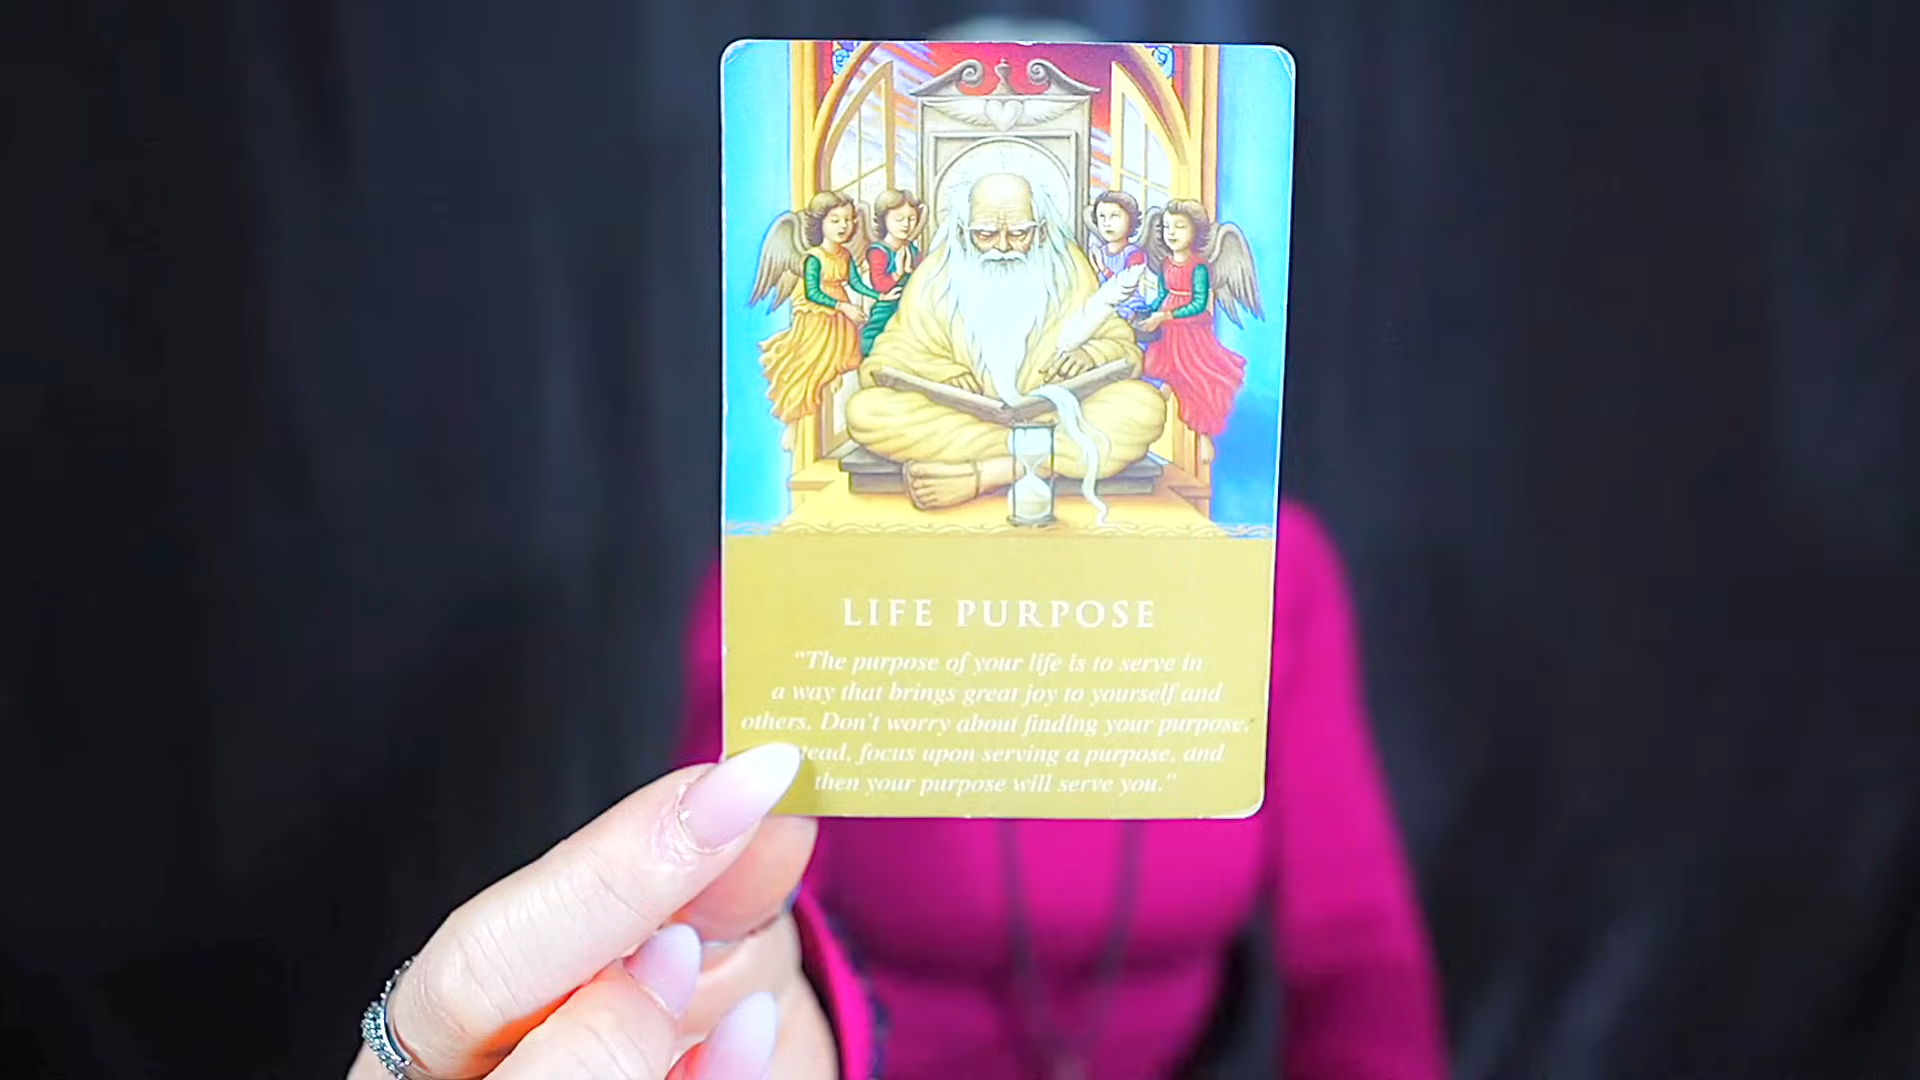 LIFE PURPOSE
"The purpose of your life is to serve in
a way that brings great joy to yourself and
others. Don't worry about finding your purpose.
focus upon serving a purpose, and
then your purpose will serve you."